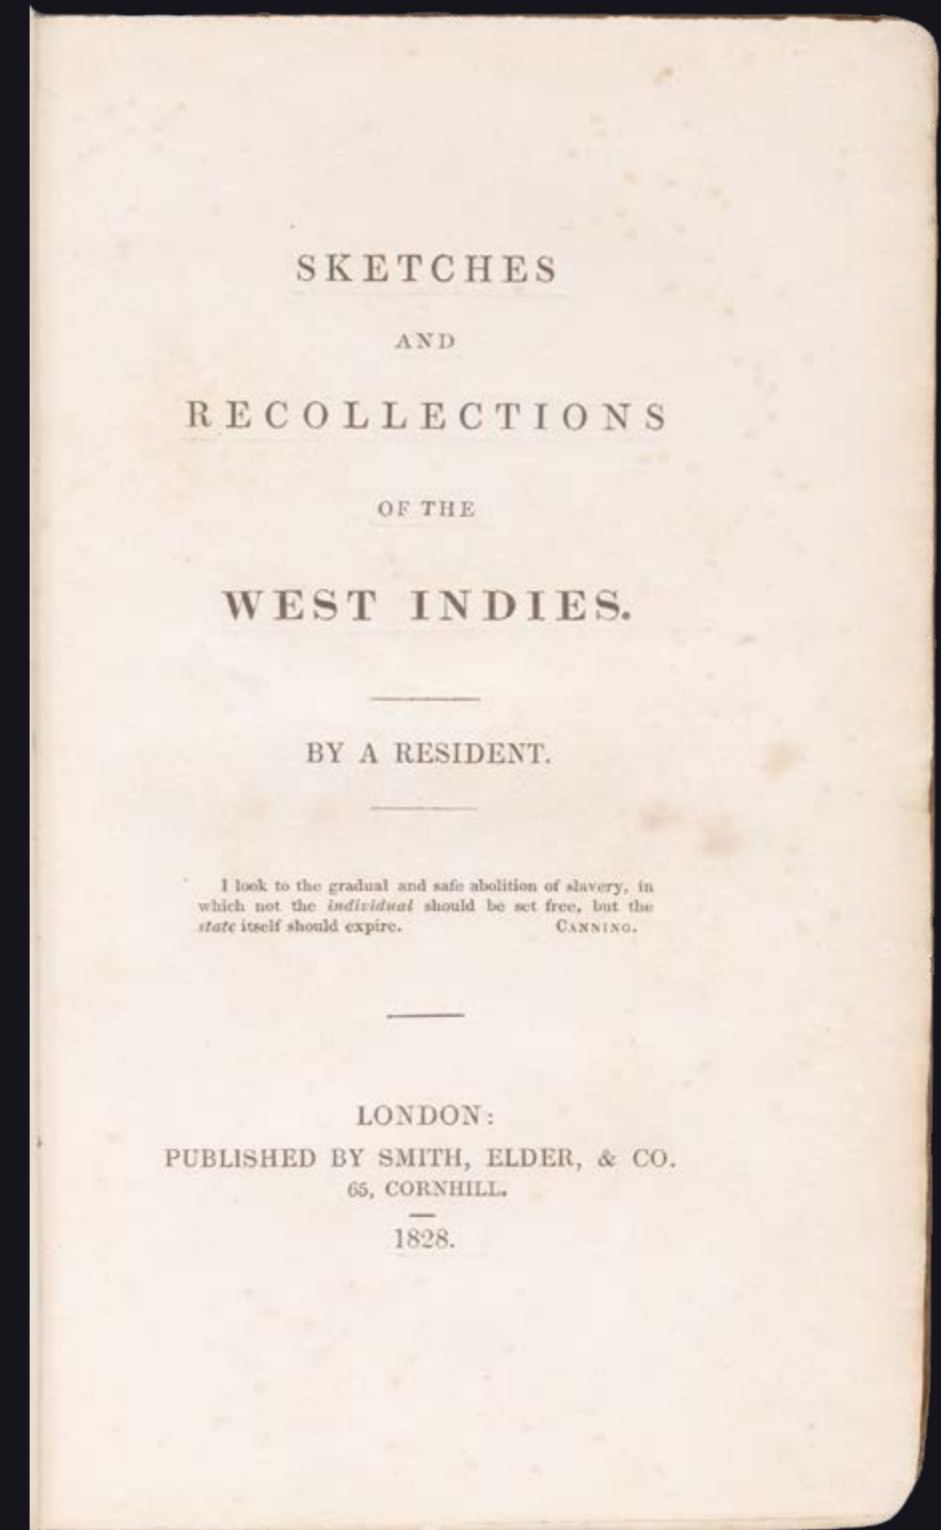 SKETCHES
AND
RECOLLECTIONS
OF THE
WEST INDIES.
BY A RESIDENT.
I look to the gradual and safe abolition of slavery, in
which not the individual should be set free, but the
state itself should expire. CANNING.
LONDON:
PUBLISHED BY SMITH, ELDER, & CO.
65, CORNHILL.
1828.